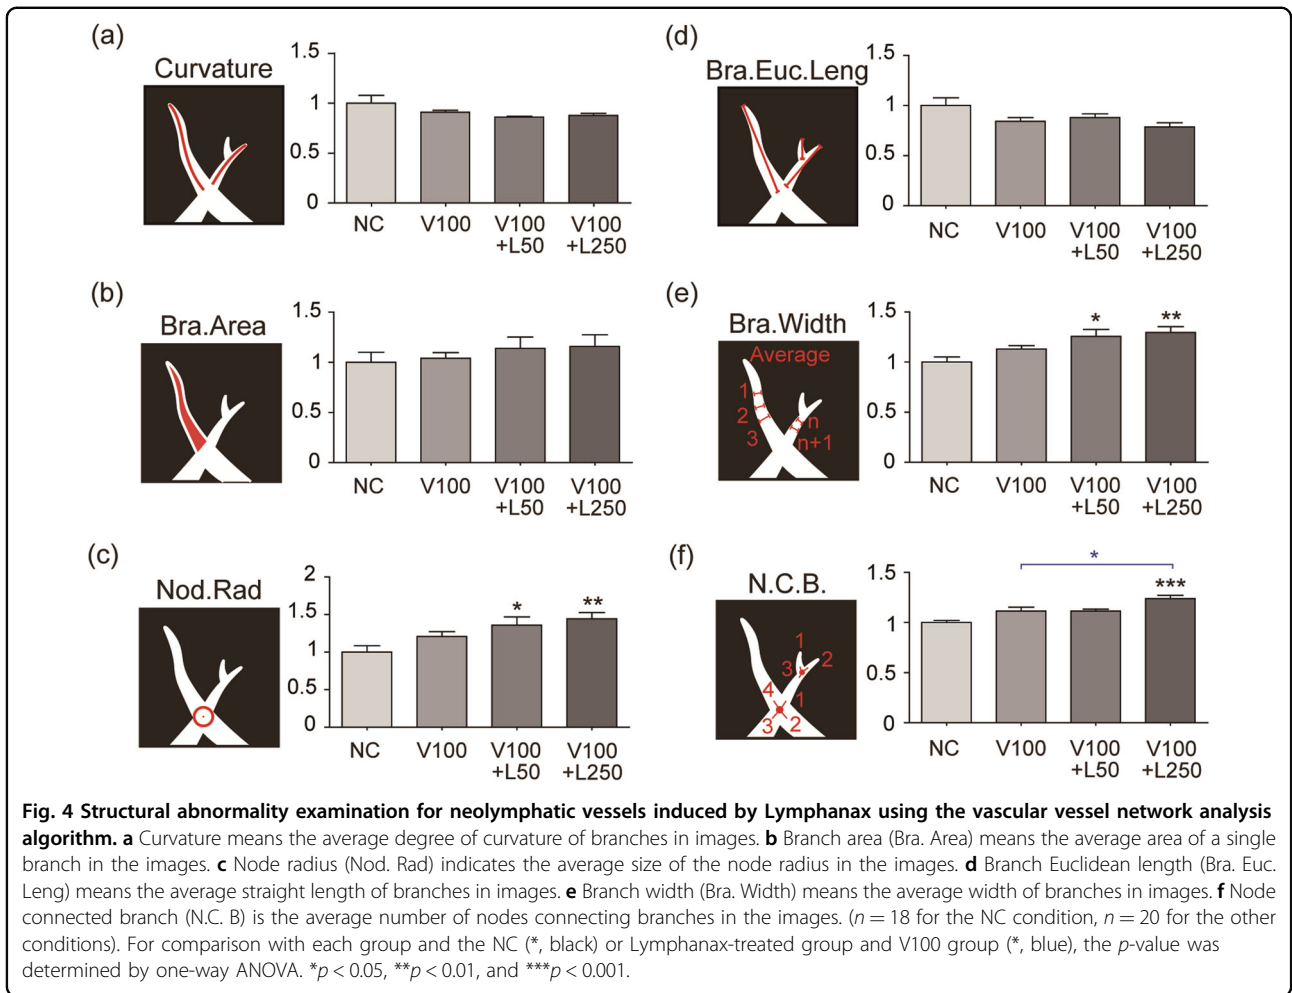 (a)
Curvature
1.5
1
0.5
0
NC
V100
V100
+L50
V100
+L250
(d)
Bra.Euc.Leng
1.5
1
0.5
0
NC
V100
V100
+L50
V100
+L250
(b)
Bra.Area
1.5
1
0.5
0
NC
V100
V100
+L50
V100
+L250
(e)
Bra.Width
Average
1
2
3
n
n+1
1.5
1
0.5
0
*
**
NC
V100
V100
+L50
V100
+L250
(c)
Nod.Rad
2
1.5
1
0.5
0
*
**
NC
V100
V100
+L50
V100
+L250
(f)
N.C.B.
1
2
3
4
1
3
2
1.5
1
0.5
0
*
***
NC
V100
V100
+L50
V100
+L250
Fig. 4 Structural abnormality examination for neolymphatic vessels induced by Lymphanax using the vascular vessel network analysis
algorithm. a Curvature means the average degree of curvature of branches in images. b Branch area (Bra. Area) means the average area of a single
branch in the images. c Node radius (Nod. Rad) indicates the average size of the node radius in the images. d Branch Euclidean length (Bra. Euc.
Leng) means the average straight length of branches in images. e Branch width (Bra. Width) means the average width of branches in images. f Node
connected branch (N.C. B) is the average number of nodes connecting branches in the images. (n = 18 for the NC condition, n = 20 for the other
conditions). For comparison with each group and the NC (*, black) or Lymphanax-treated group and V100 group (*, blue), the p-value was
determined by one-way ANOVA. *p < 0.05, **p < 0.01, and ***p < 0.001.